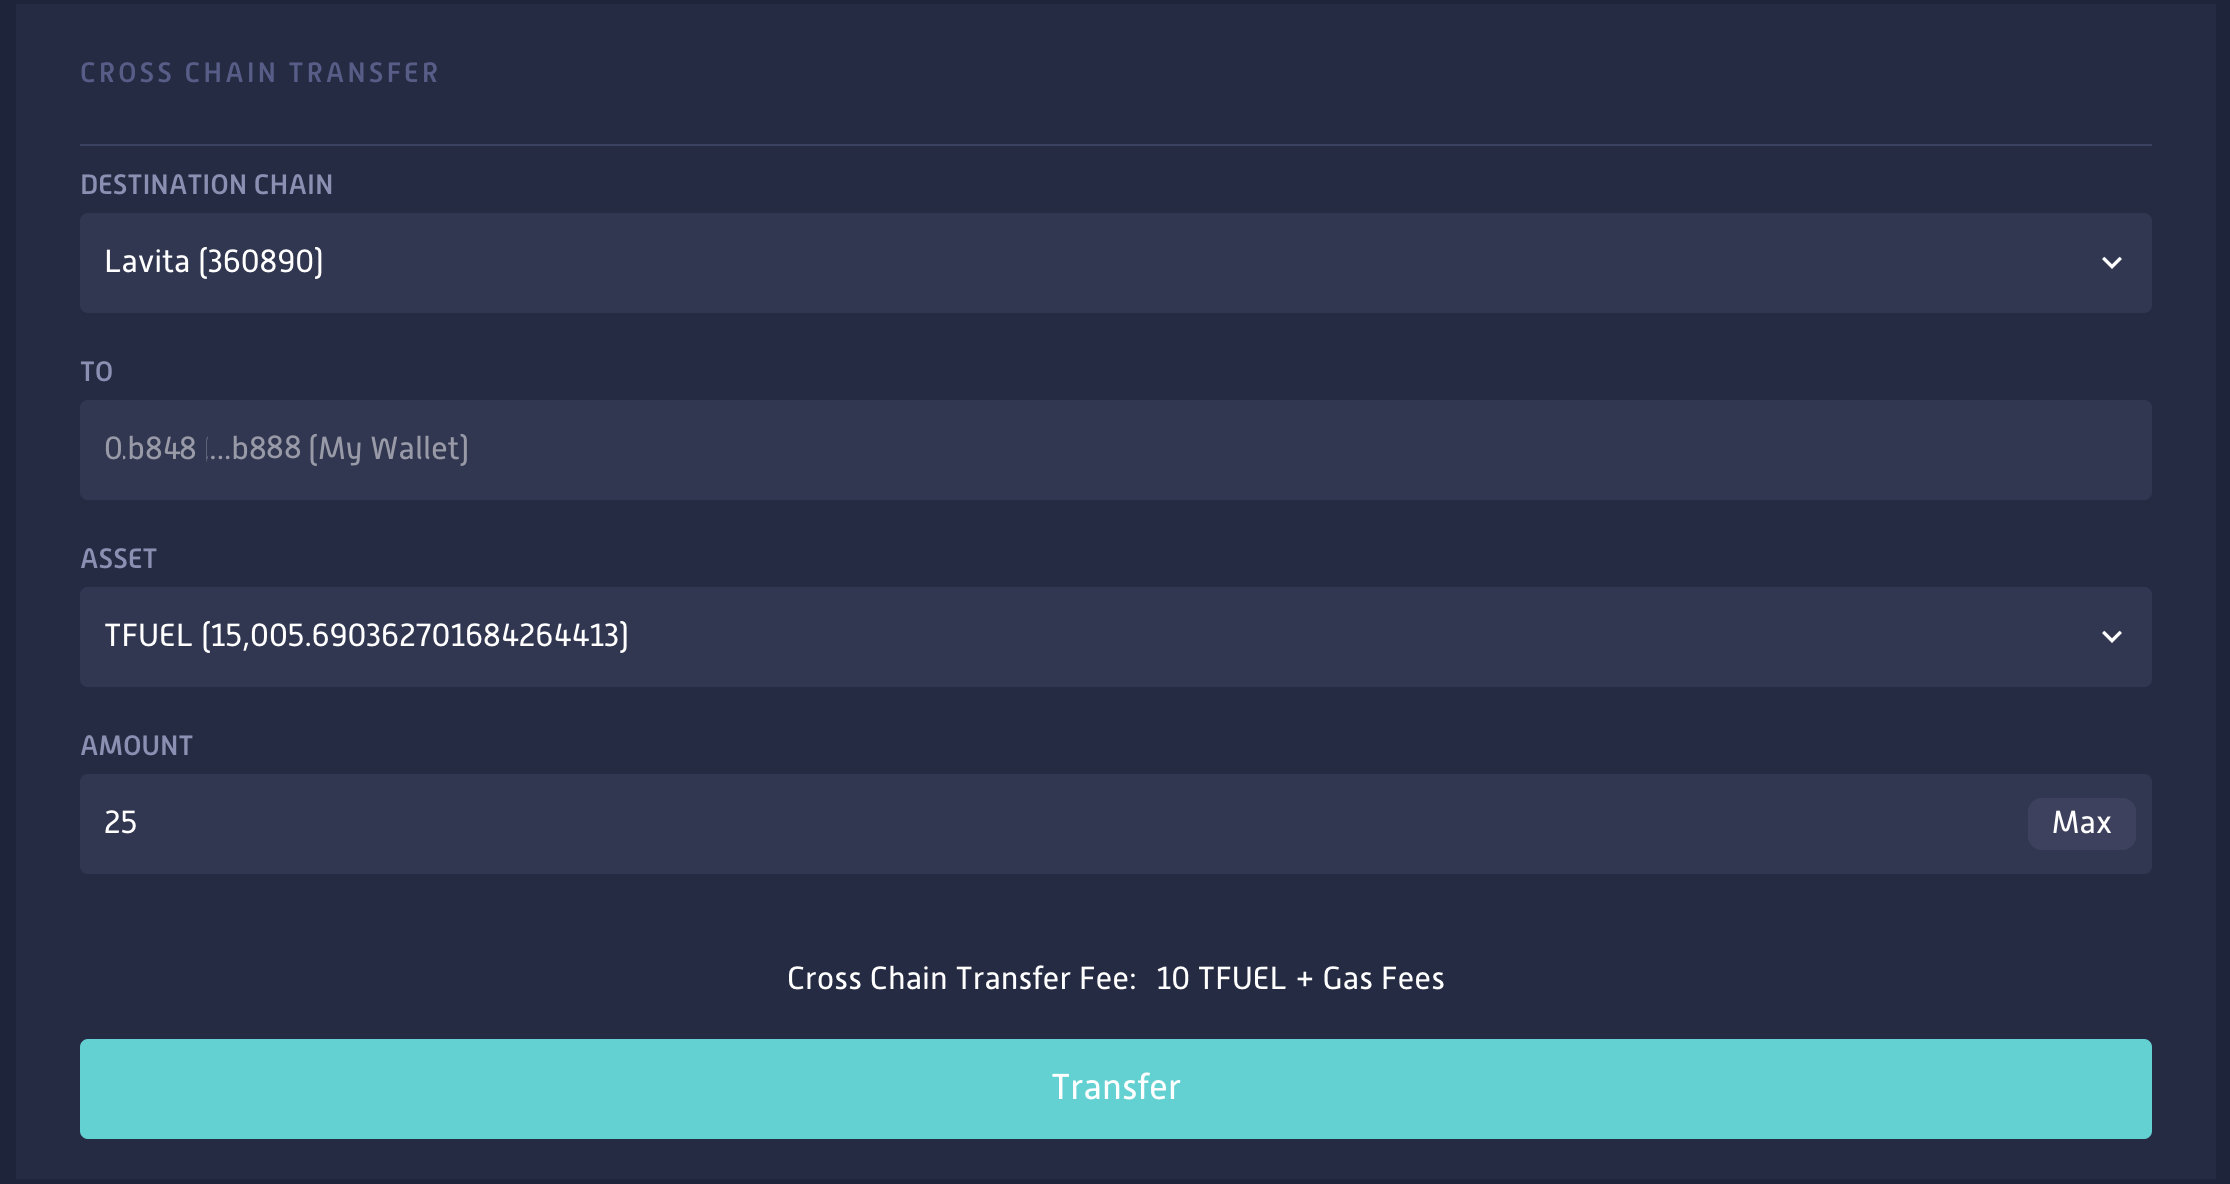 CROSS CHAIN TRANSFER
DESTINATION CHAIN
Lavita (360890)
TO
0.b848 ...b888 (My Wallet)
ASSET
TFUEL (15,005.690362701684264413)
AMOUNT
25
Max
Cross Chain Transfer Fee: 10 TFUEL + Gas Fees
Transfer